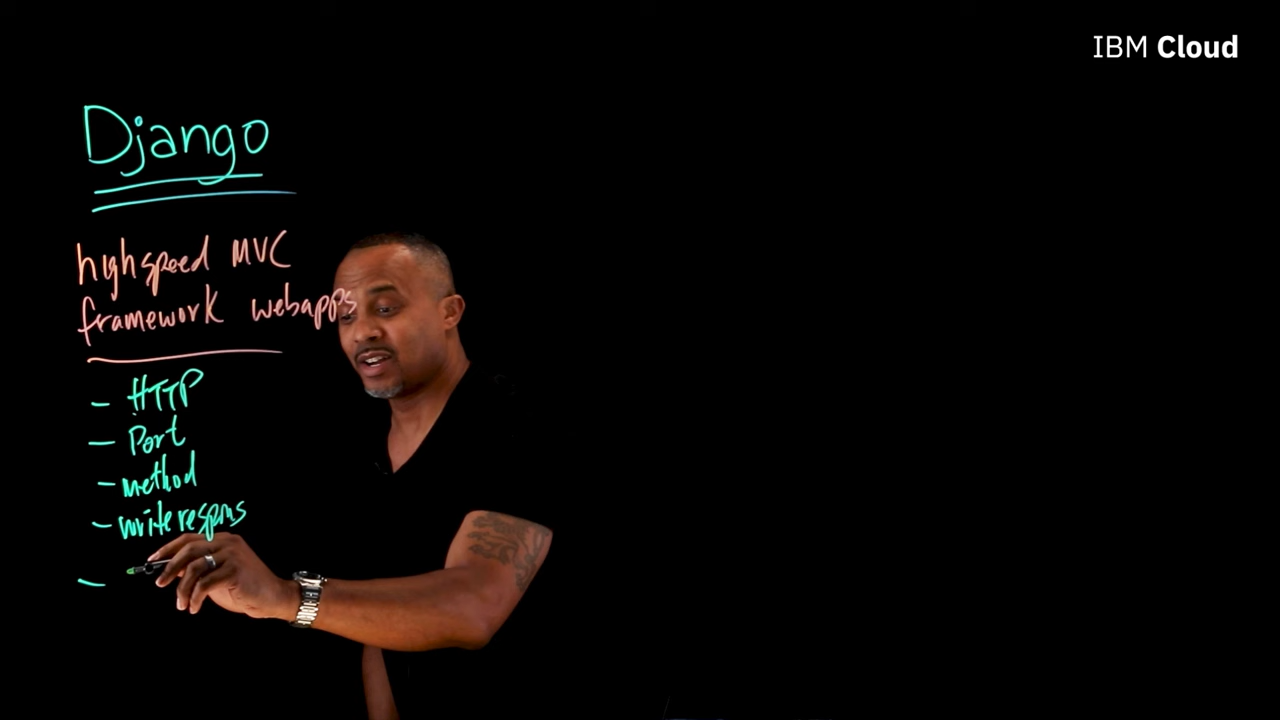 IBM Cloud
Django
highspeed MVC
framework webapps
- HTTP
- Port
- method
- write respons
-